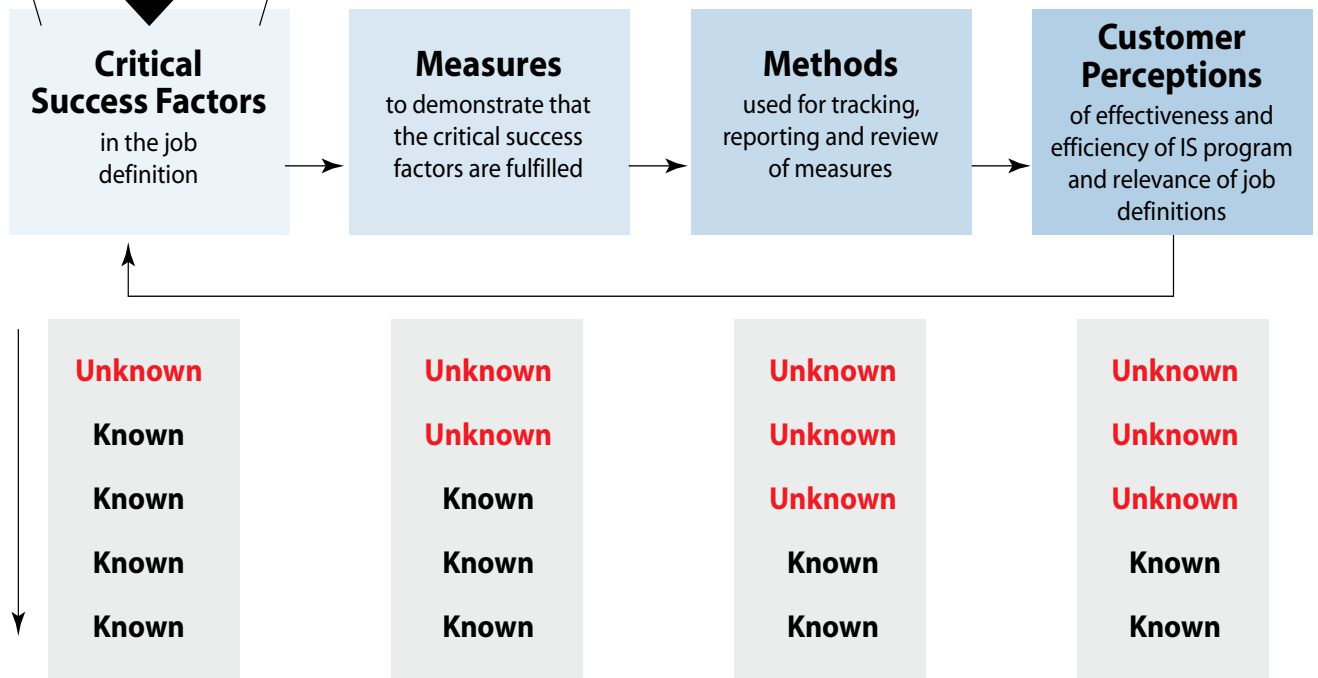 Critical
Success Factors
in the job
definition
Measures
to demonstrate that
the critical success
factors are fulfilled
Methods
used for tracking,
reporting and review
of measures
Customer
Perceptions
of effectiveness and
efficiency of IS program
and relevance of job
definitions
Unknown Unknown Unknown Unknown
Known Unknown Unknown Unknown
Known Known Unknown Unknown
Known Known Known Known
Known Known Known Known